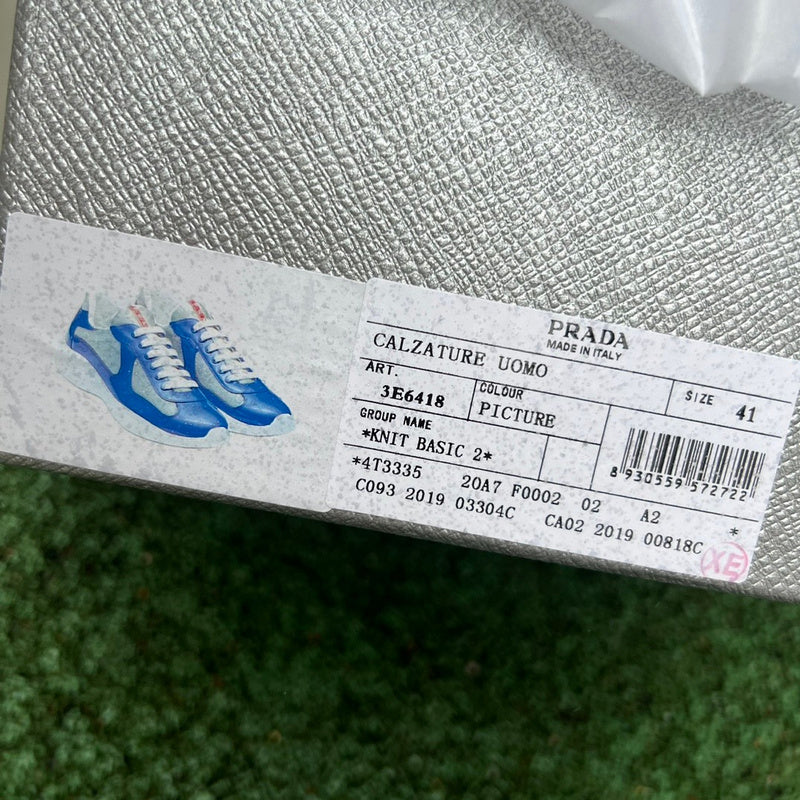 PRADA
MADE IN ITALY
CALZATURE UOMO
SIZE 41
ART. 3E6418
COLOUR PICTURE
GROUP NAME
*KNIT BASIC 2*
8 930559 572722
*4T3335 20A7 F0002 02 A2 *
C093 2019 03304C CA02 2019 00818C
XE